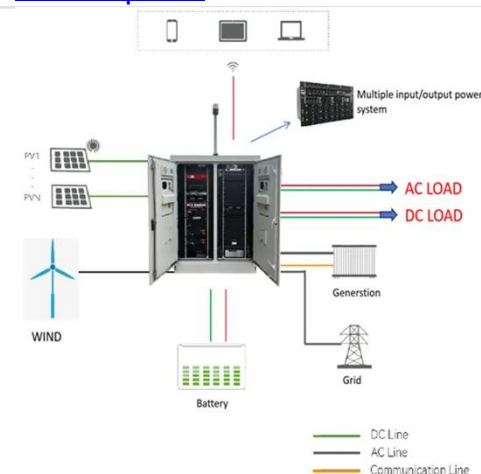 Multiple input/output power
system
PV1
PVN
AC LOAD
DC LOAD
WIND
Generstion
Grid
Battery
DC Line
AC Line
Communication Line